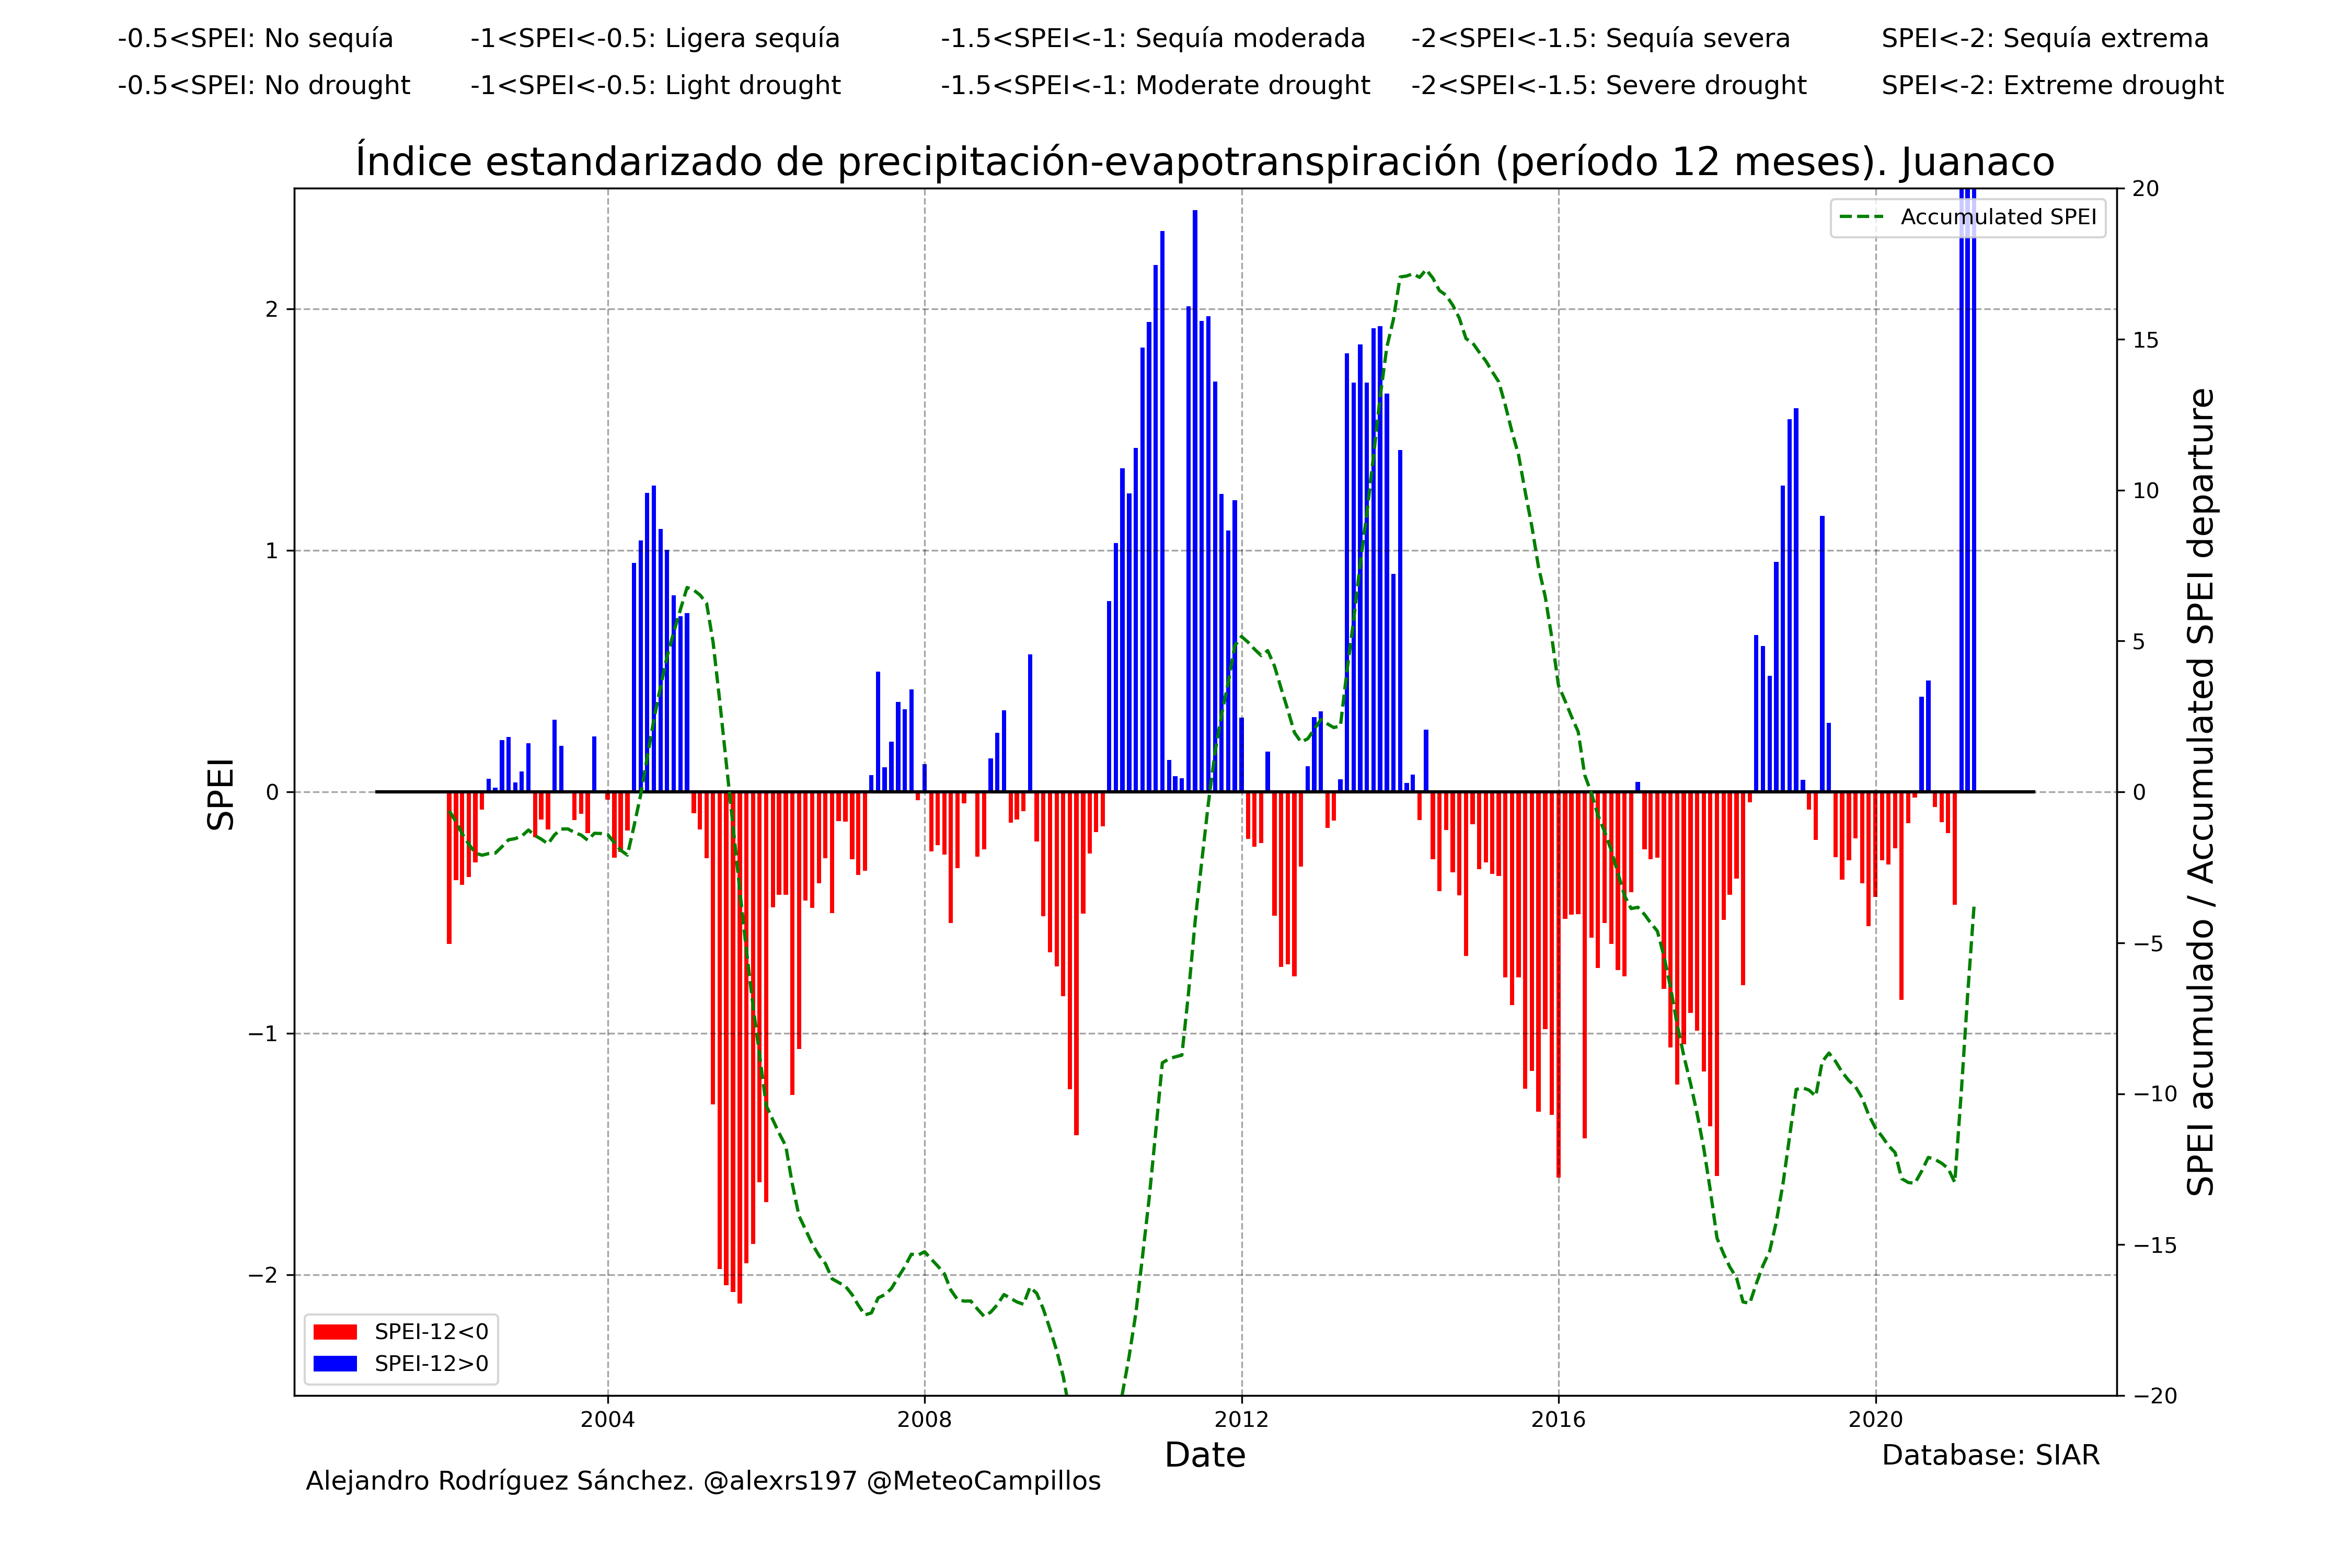 -0.5<SPEI: No sequía
-1<SPEI<-0.5: Ligera sequía
-1.5<SPEI<-1: Sequía moderada
-2<SPEI<-1.5: Sequía severa
SPEI<-2: Sequía extrema
-0.5<SPEI: No drought
-1<SPEI<-0.5: Light drought
-1.5<SPEI<-1: Moderate drought
-2<SPEI<-1.5: Severe drought
SPEI<-2: Extreme drought
Índice estandarizado de precipitación-evapotranspiración (período 12 meses). Juanaco
SPEI
2
1
0
−1
−2
Accumulated SPEI
20
15
10
5
0
−5
−10
−15
−20
SPEI acumulado / Accumulated SPEI departure
SPEI-12<0
SPEI-12>0
2004
2008
2012
2016
2020
Date
Database: SIAR
Alejandro Rodríguez Sánchez. @alexrs197 @MeteoCampillos